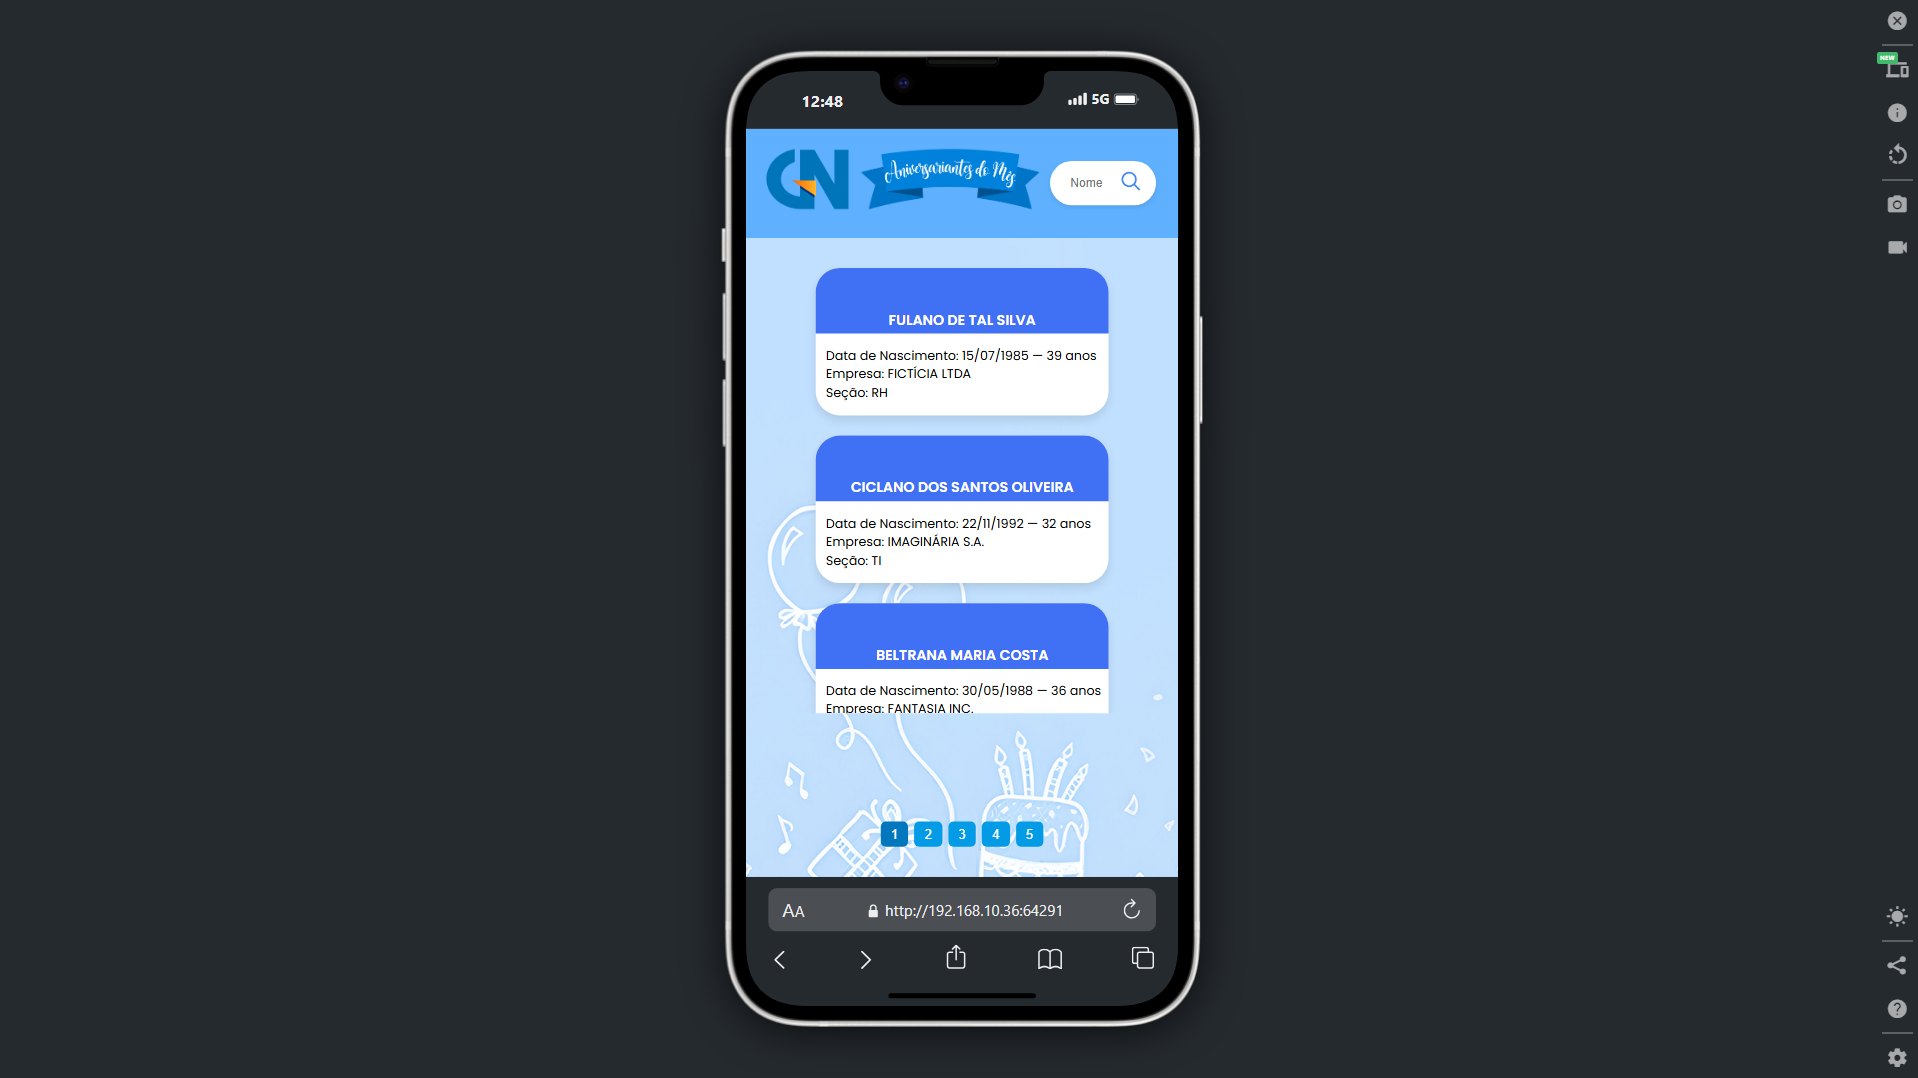 NEW
12:48
5G
GN
Aniversariantes do Mês
Nome
FULANO DE TAL SILVA
Data de Nascimento: 15/07/1985 — 39 anos
Empresa: FICTÍCIA LTDA
Seção: RH
CICLANO DOS SANTOS OLIVEIRA
Data de Nascimento: 22/11/1992 — 32 anos
Empresa: IMAGINÁRIA S.A.
Seção: TI
BELTRANA MARIA COSTA
Data de Nascimento: 30/05/1988 — 36 anos
Empresa: FANTASIA INC.
1 2 3 4 5
AA http://192.168.10.36:64291